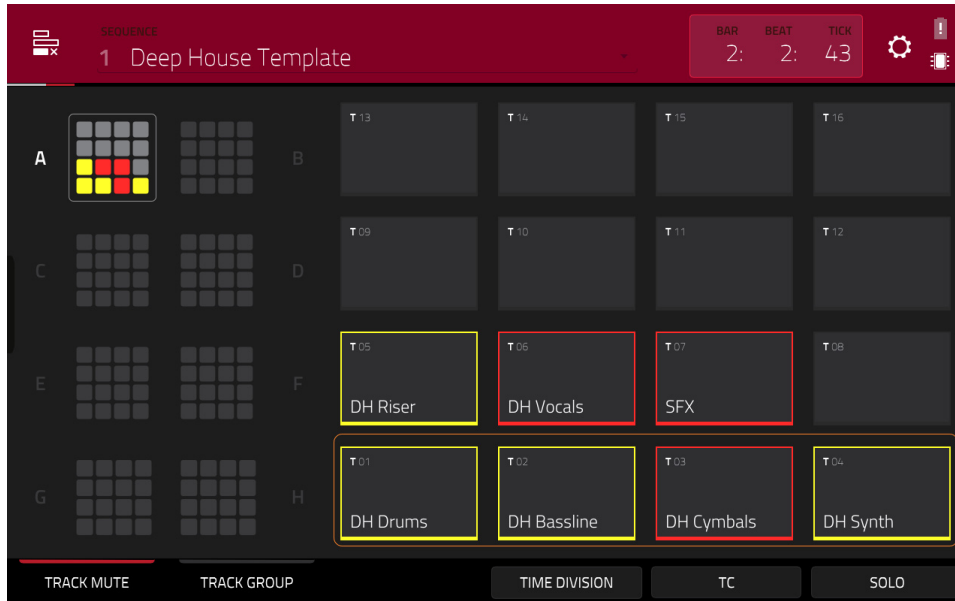 SEQUENCE
1 Deep House Template
BAR BEAT TICK
2: 2: 43
!
A
B
T 13
T 14
T 15
T 16
C
D
T 09
T 10
T 11
T 12
E
F
T 05
DH Riser
T 06
DH Vocals
T 07
SFX
T 08
G
H
T 01
DH Drums
T 02
DH Bassline
T 03
DH Cymbals
T 04
DH Synth
TRACK MUTE
TRACK GROUP
TIME DIVISION
TC
SOLO